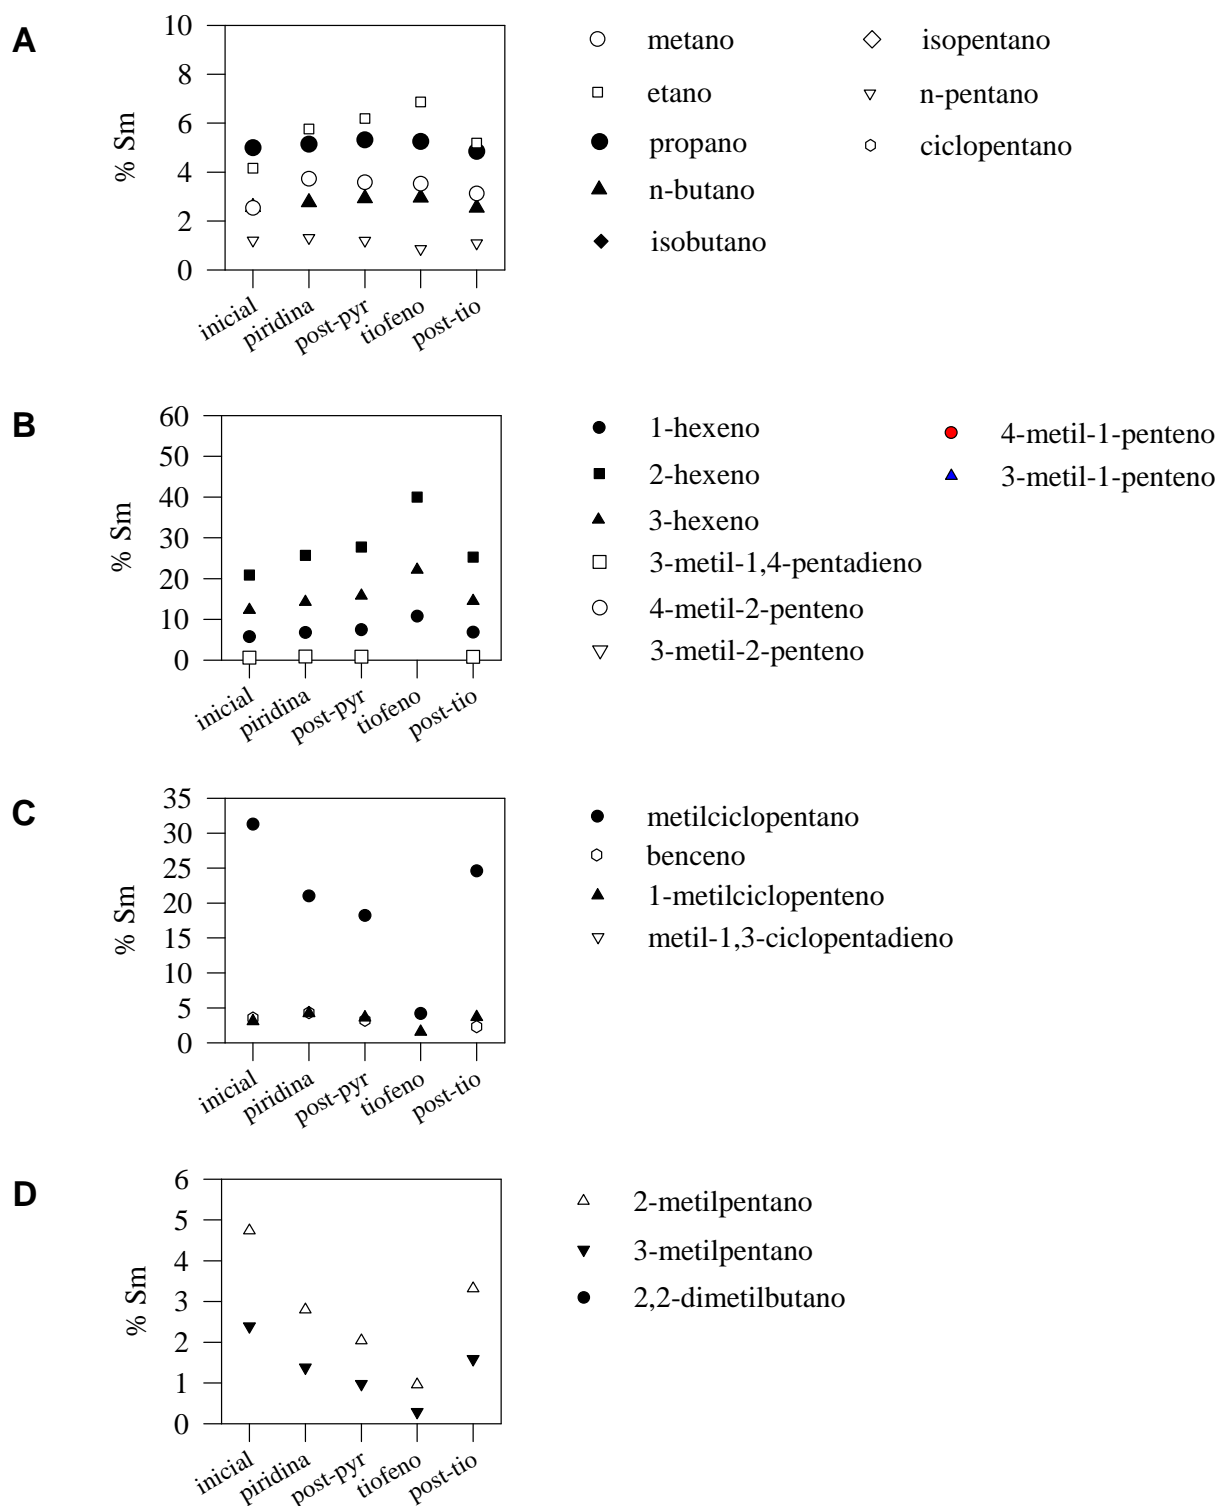 A
10
8
6
4
2
0
% Sm
inicial
piridina
post-pyr
tiofeno
post-tio
metano
etano
propano
n-butano
isobutano
isopentano
n-pentano
ciclopentano
B
60
50
40
30
20
10
0
% Sm
inicial
piridina
post-pyr
tiofeno
post-tio
1-hexeno
2-hexeno
3-hexeno
3-metil-1,4-pentadieno
4-metil-2-penteno
3-metil-2-penteno
4-metil-1-penteno
3-metil-1-penteno
C
35
30
25
20
15
10
5
0
% Sm
inicial
piridina
post-pyr
tiofeno
post-tio
metilciclopentano
benceno
1-metilciclopenteno
metil-1,3-ciclopentadieno
D
6
5
4
3
2
1
0
% Sm
inicial
piridina
post-pyr
tiofeno
post-tio
2-metilpentano
3-metilpentano
2,2-dimetilbutano